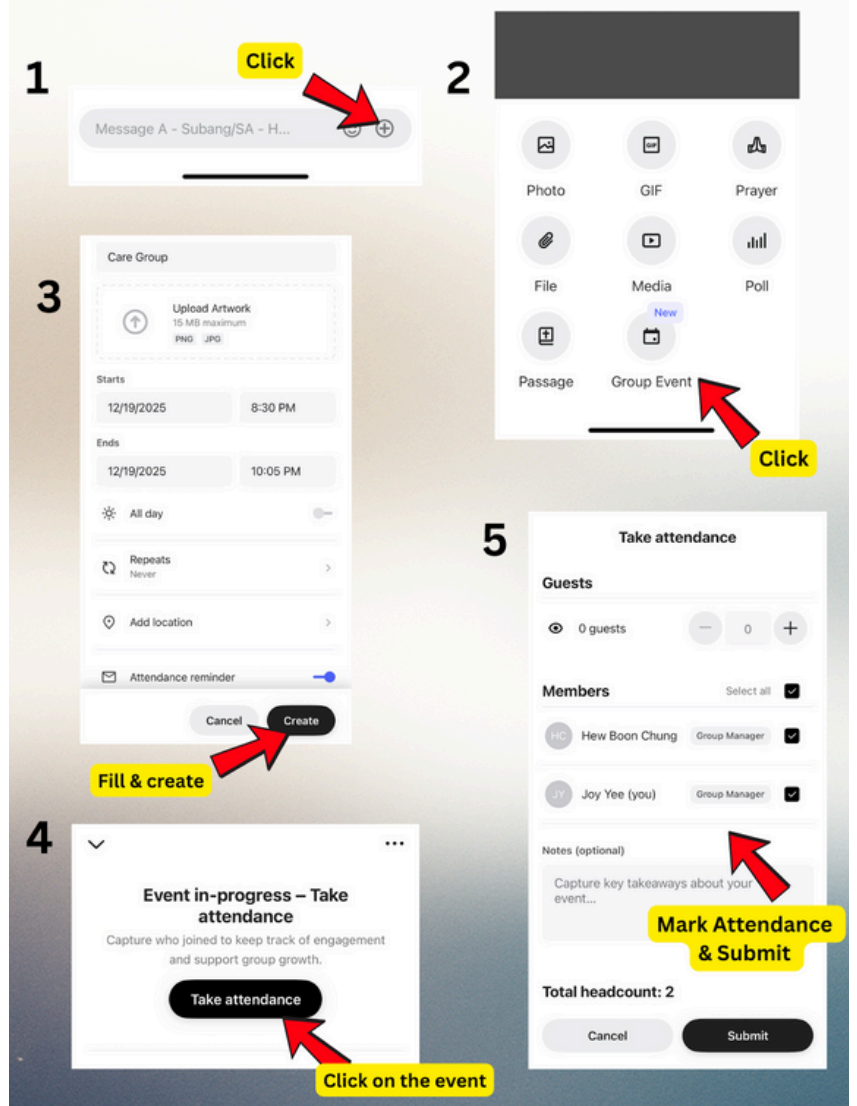 1
Click
Message A - Subang/SA - H...
2
Photo
GIF
GIF
Prayer
File
Media
Poll
New
Passage
Group Event
Click
3
Care Group
Upload Artwork
15 MB maximum
PNG JPG
Starts
12/19/2025
8:30 PM
Ends
12/19/2025
10:05 PM
All day
Repeats
Never
Add location
Attendance reminder
Cancel
Create
Fill & create
4
Event in-progress – Take
attendance
Capture who joined to keep track of engagement
and support group growth.
Take attendance
Click on the event
5
Take attendance
Guests
0 guests
0
Members
Select all
HC
Hew Boon Chung
Group Manager
JY
Joy Yee (you)
Group Manager
Notes (optional)
Capture key takeaways about your
event...
Mark Attendance
& Submit
Total headcount: 2
Cancel
Submit